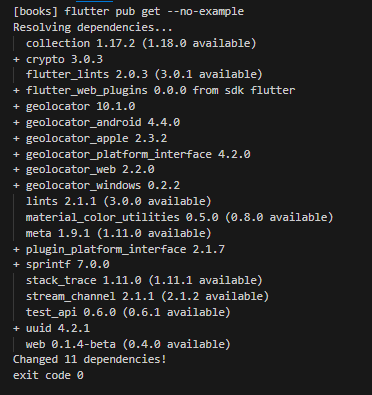 [books] flutter pub get --no-example
Resolving dependencies...
  collection 1.17.2 (1.18.0 available)
+ crypto 3.0.3
  flutter_lints 2.0.3 (3.0.1 available)
+ flutter_web_plugins 0.0.0 from sdk flutter
+ geolocator 10.1.0
+ geolocator_android 4.4.0
+ geolocator_apple 2.3.2
+ geolocator_platform_interface 4.2.0
+ geolocator_web 2.2.0
+ geolocator_windows 0.2.2
  lints 2.1.1 (3.0.0 available)
  material_color_utilities 0.5.0 (0.8.0 available)
  meta 1.9.1 (1.11.0 available)
+ plugin_platform_interface 2.1.7
+ sprintf 7.0.0
  stack_trace 1.11.0 (1.11.1 available)
  stream_channel 2.1.1 (2.1.2 available)
  test_api 0.6.0 (0.6.1 available)
+ uuid 4.2.1
  web 0.1.4-beta (0.4.0 available)
Changed 11 dependencies!
exit code 0